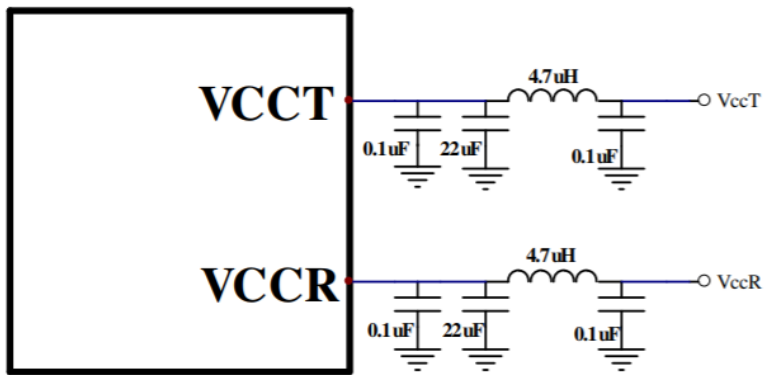 4.7uH
VCCT
VccT
0.1uF 22uF 0.1uF
4.7uH
VCCR
VccR
0.1uF 22uF 0.1uF